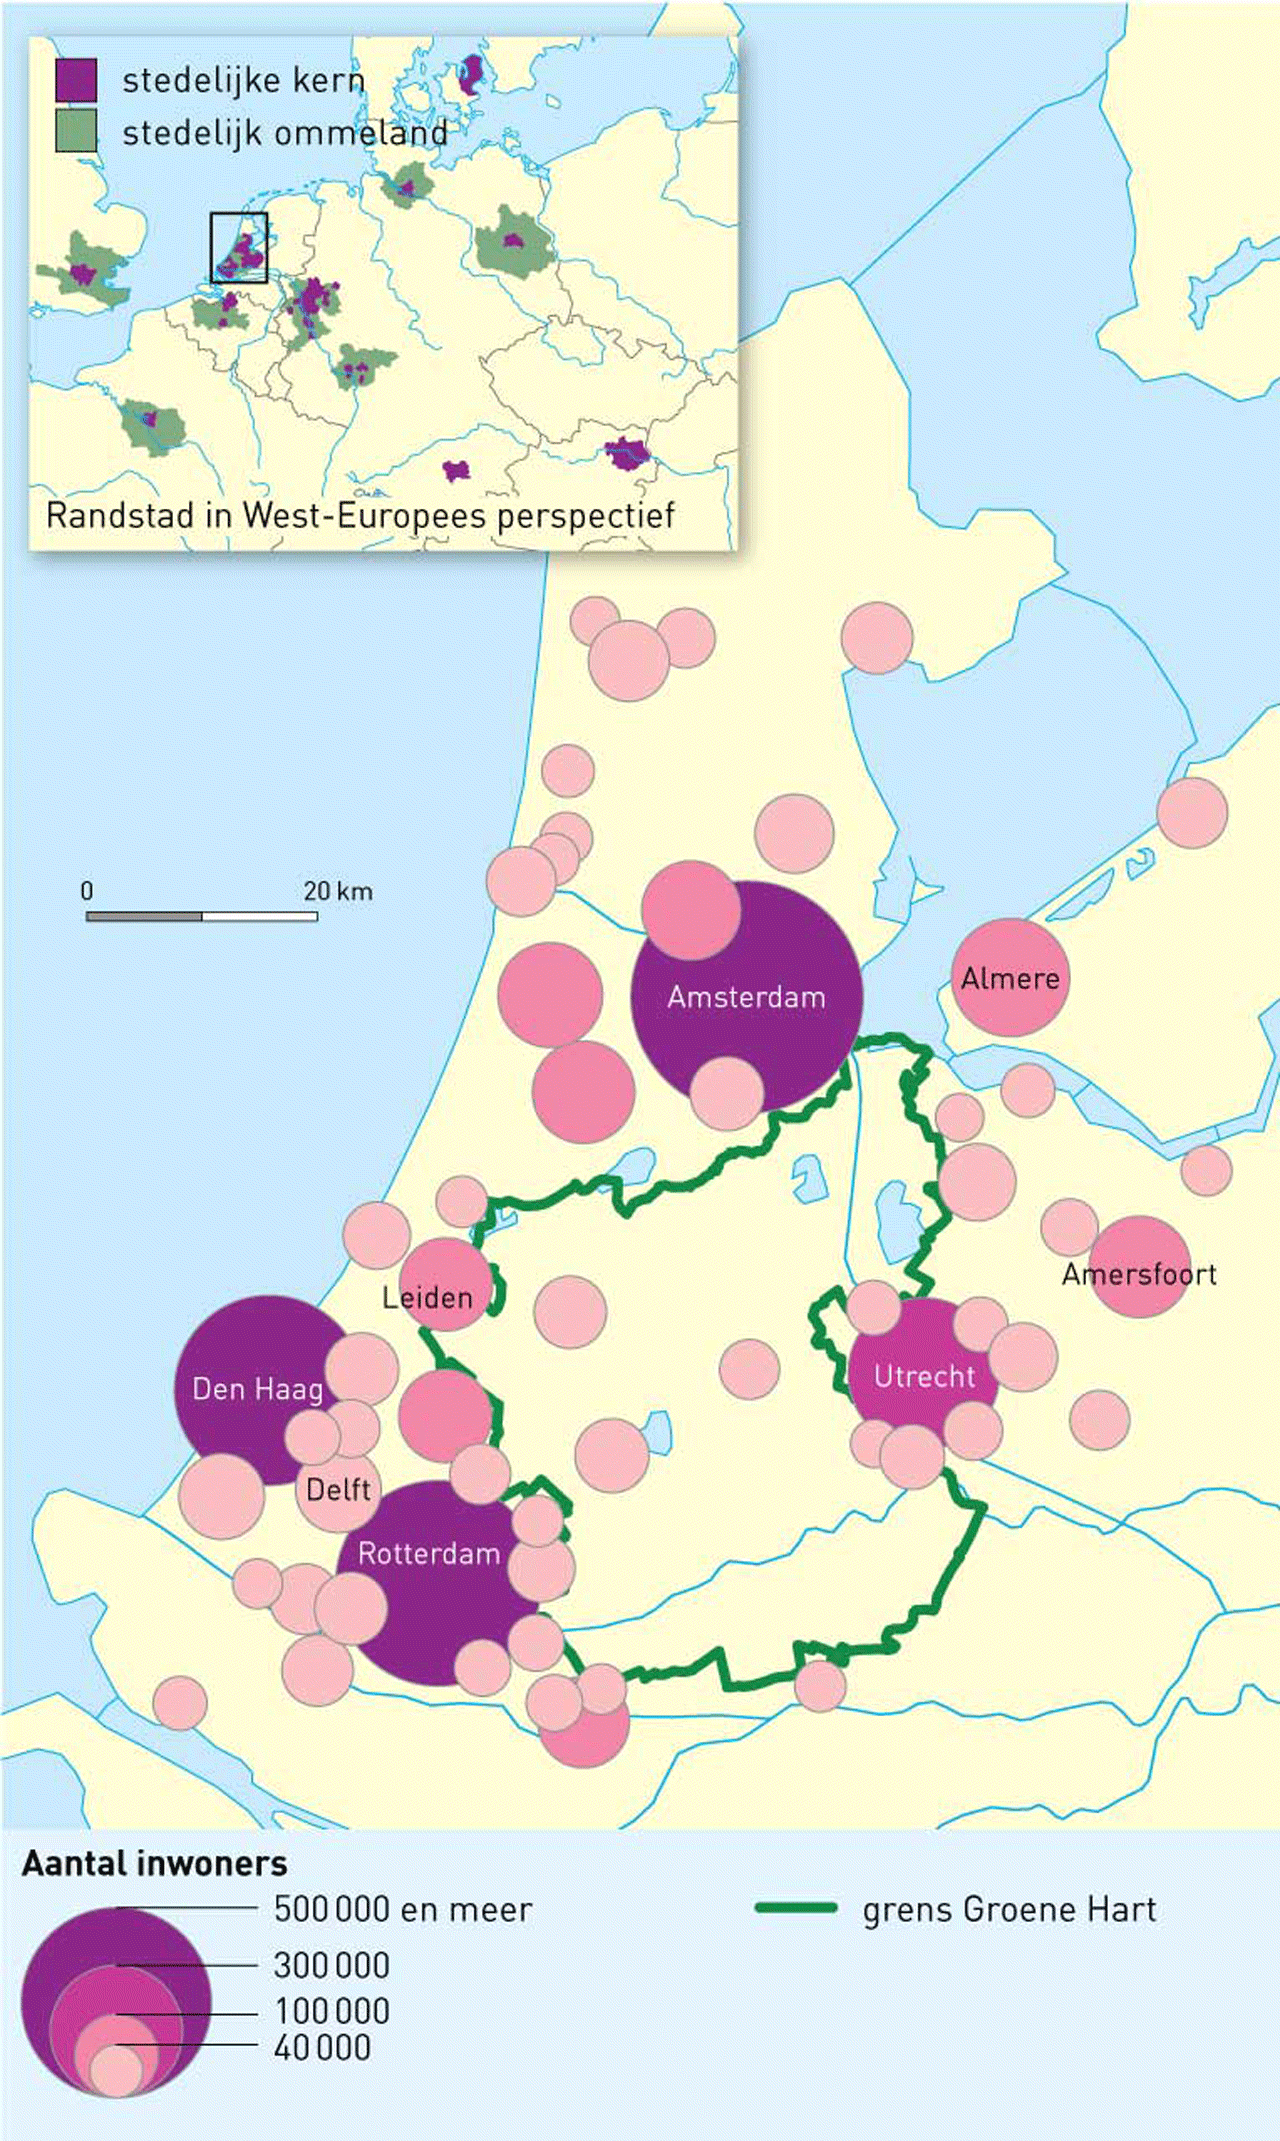 stedelijke kern
stedelijk ommeland
Randstad in West-Europees perspectief
0 20 km
Amsterdam
Almere
Amersfoort
Leiden
Utrecht
Den Haag
Delft
Rotterdam
Aantal inwoners
500 000 en meer
300 000
100 000
40 000
grens Groene Hart